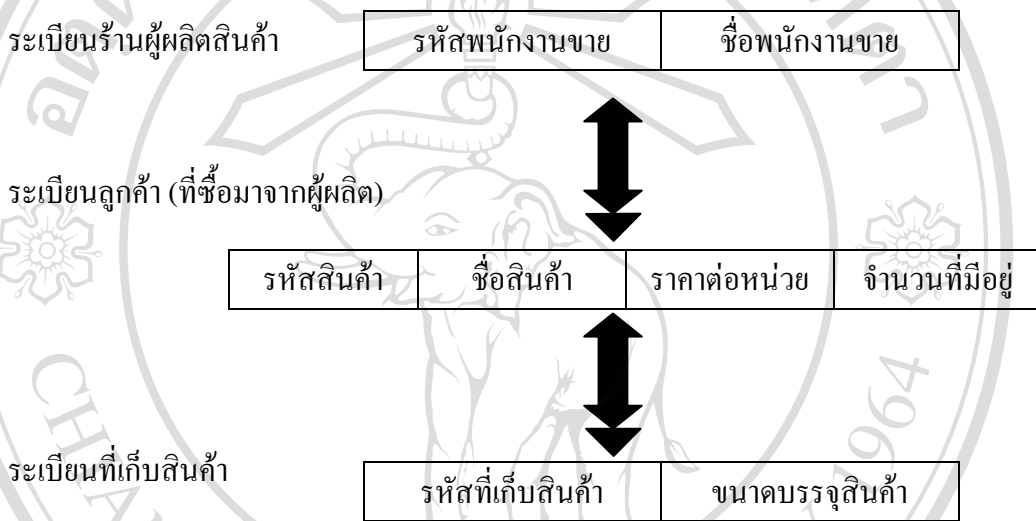 ระเบียนร้านผู้ผลิตสินค้า รหัสพนักงานขาย ชื่อพนักงานขาย
ระเบียนลูกค้า (ที่ซื้อมาจากผู้ผลิต)
รหัสสินค้า ชื่อสินค้า ราคาต่อหน่วย จำนวนที่มีอยู่
ระเบียนที่เก็บสินค้า รหัสที่เก็บสินค้า ขนาดบรรจุสินค้า
1964